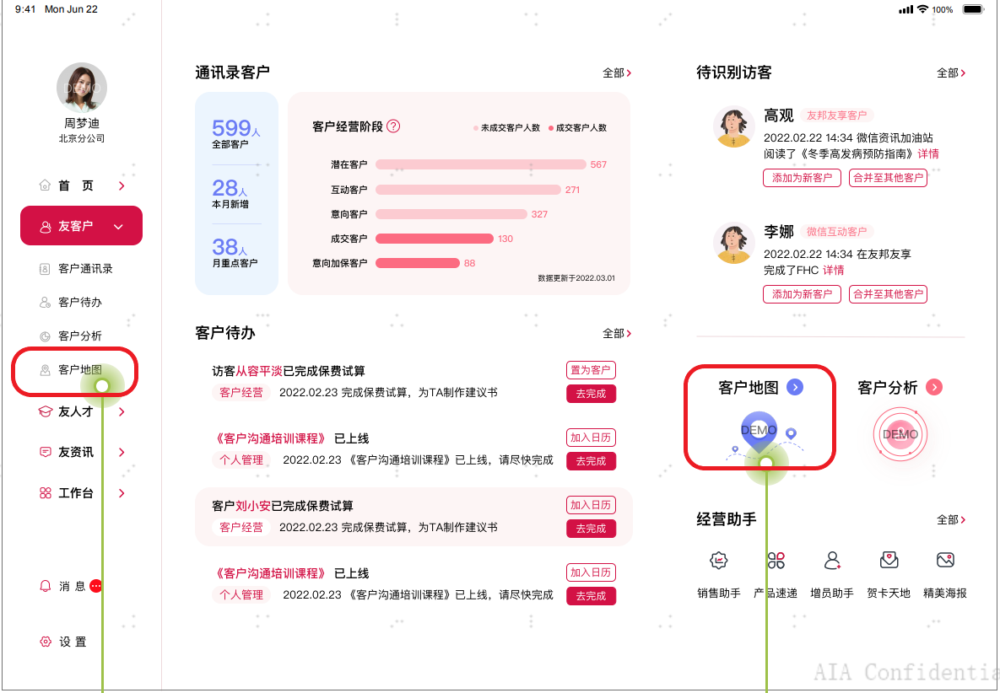 9:41 Mon Jun 22
100%
DEMO
周梦迪
北京分公司
首 页
友客户
客户通讯录
客户待办
客户分析
客户地图
友人才
友资讯
工作台
消 息
设 置
通讯录客户
全部
599人
全部客户
28人
本月新增
38人
月重点客户
客户经营阶段 ?
未成交客户人数 成交客户人数
潜在客户 567
互动客户 271
意向客户 327
成交客户 130
意向加保客户 88
数据更新于2022.03.01
客户待办
全部
访客从容平淡已完成保费试算
置为客户
客户经营 2022.02.23 完成保费试算，为TA制作建议书
去完成
《客户沟通培训课程》 已上线
加入日历
个人管理 2022.02.23 《客户沟通培训课程》已上线，请尽快完成
去完成
客户刘小安已完成保费试算
加入日历
客户经营 2022.02.23 完成保费试算，为TA制作建议书
去完成
《客户沟通培训课程》 已上线
加入日历
个人管理 2022.02.23 《客户沟通培训课程》已上线，请尽快完成
去完成
待识别访客
全部
高观 友邦友享客户
2022.02.22 14:34 微信资讯加油站
阅读了《冬季高发病预防指南》详情
添加为新客户 合并至其他客户
李娜 微信互动客户
2022.02.22 14:34 在友邦友享
完成了FHC 详情
添加为新客户 合并至其他客户
客户地图
DEMO
客户分析
DEMO
经营助手
全部
销售助手 产品速递 增员助手 贺卡天地 精美海报
AIA Confidentia